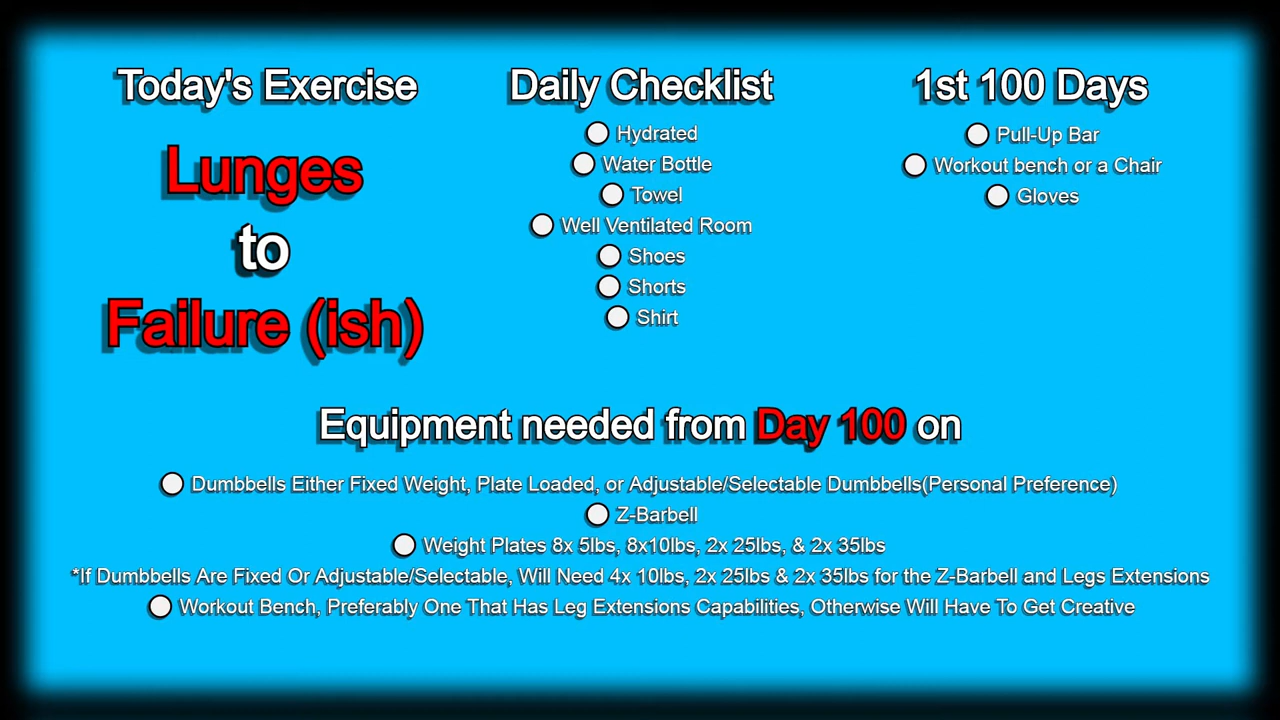 Today's Exercise
Lunges
to
Failure (ish)
Daily Checklist
Hydrated
Water Bottle
Towel
Well Ventilated Room
Shoes
Shorts
Shirt
1st 100 Days
Pull-Up Bar
Workout bench or a Chair
Gloves
Equipment needed from Day 100 on
Dumbbells Either Fixed Weight, Plate Loaded, or Adjustable/Selectable Dumbbells(Personal Preference)
Z-Barbell
Weight Plates 8x 5lbs, 8x10lbs, 2x 25lbs, & 2x 35lbs
*If Dumbbells Are Fixed Or Adjustable/Selectable, Will Need 4x 10lbs, 2x 25lbs & 2x 35lbs for the Z-Barbell and Legs Extensions
Workout Bench, Preferably One That Has Leg Extensions Capabilities, Otherwise Will Have To Get Creative